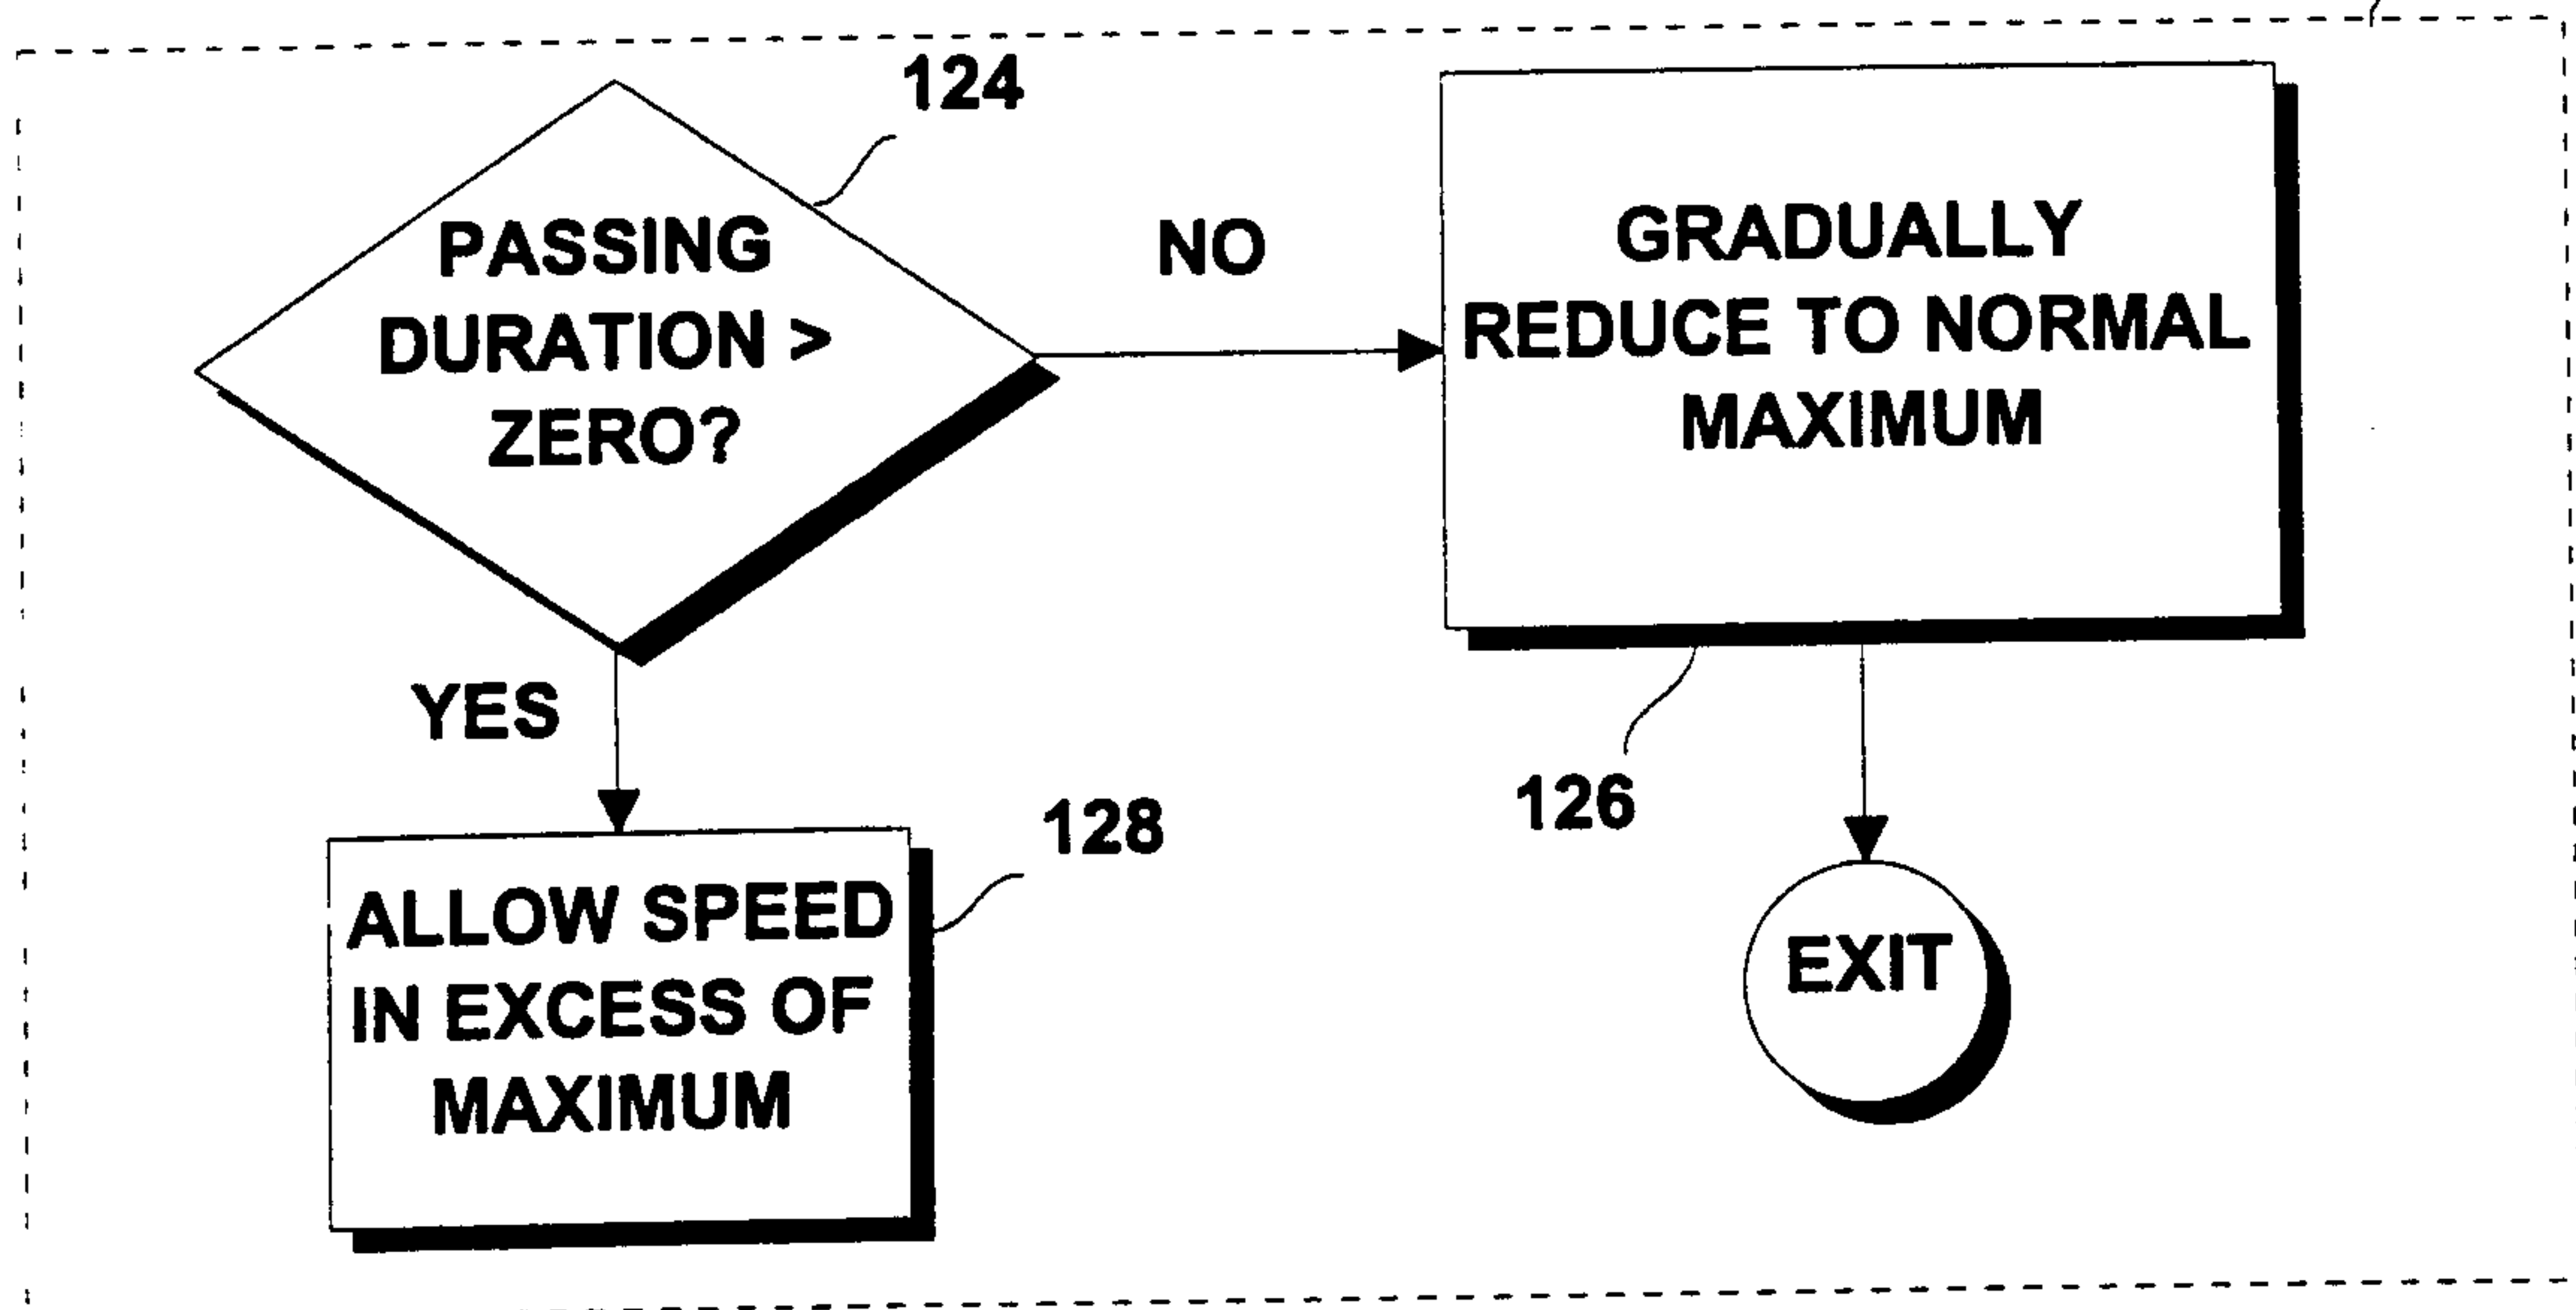 124
PASSING
DURATION >
ZERO?
NO
GRADUALLY
REDUCE TO NORMAL
MAXIMUM
YES
126
128
ALLOW SPEED
IN EXCESS OF
MAXIMUM
EXIT